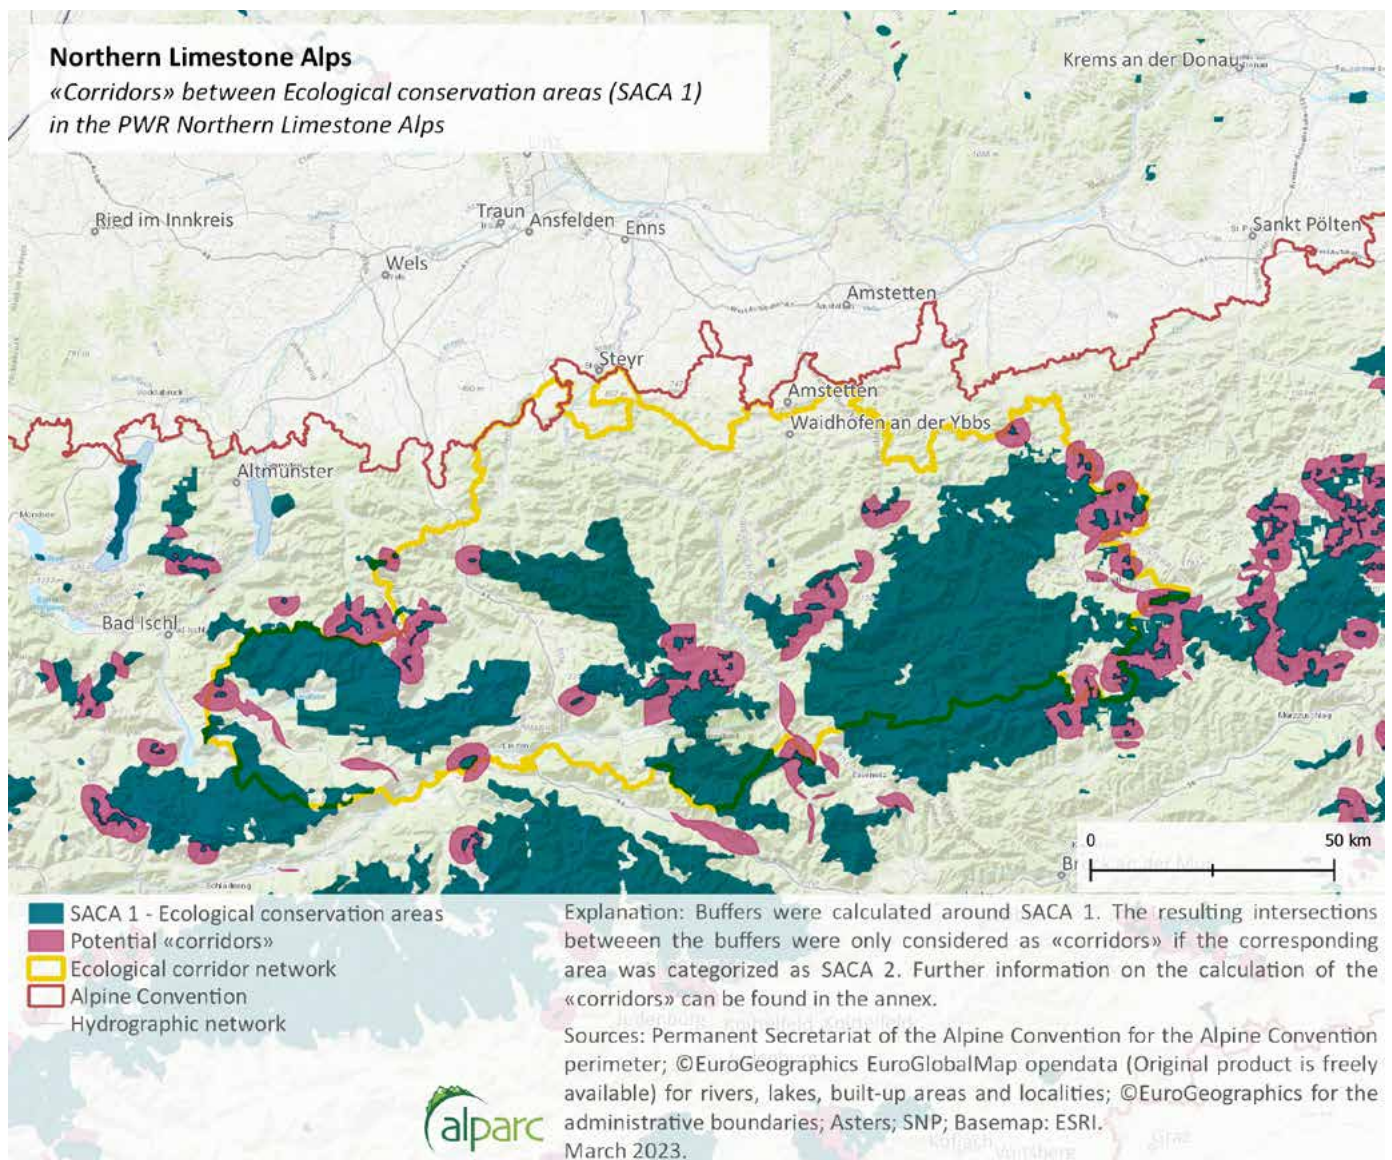 Northern Limestone Alps
«Corridors» between Ecological conservation areas (SACA 1)
in the PWR Northern Limestone Alps
Krems an der Donau
Ried im Innkreis
Traun
Ansfelden
Enns
Sankt Pölten
Wels
Amstetten
Steyr
Amstetten
Waidhofen an der Ybbs
Altmünster
Bad Ischl
Schladming
0 50 km
SACA 1 - Ecological conservation areas
Potential «corridors»
Ecological corridor network
Alpine Convention
Hydrographic network
Explanation: Buffers were calculated around SACA 1. The resulting intersections
betweeen the buffers were only considered as «corridors» if the corresponding
area was categorized as SACA 2. Further information on the calculation of the
«corridors» can be found in the annex.
Sources: Permanent Secretariat of the Alpine Convention for the Alpine Convention
perimeter; ©EuroGeographics EuroGlobalMap opendata (Original product is freely
available) for rivers, lakes, built-up areas and localities; ©EuroGeographics for the
administrative boundaries; Asters; SNP; Basemap: ESRI.
March 2023.
alparc
Graz